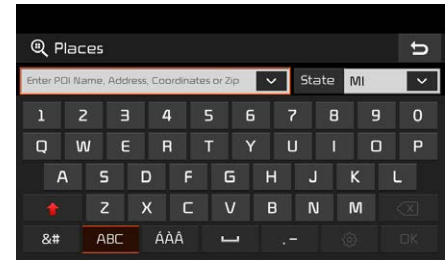 Places
Enter POI Name, Address, Coordinates or Zip State MI
1 2 3 4 5 6 7 8 9 0
Q W E R T Y U I O P
A S D F G H J K L
Z X C V B N M
&# ABC ÁÀÂ .- OK